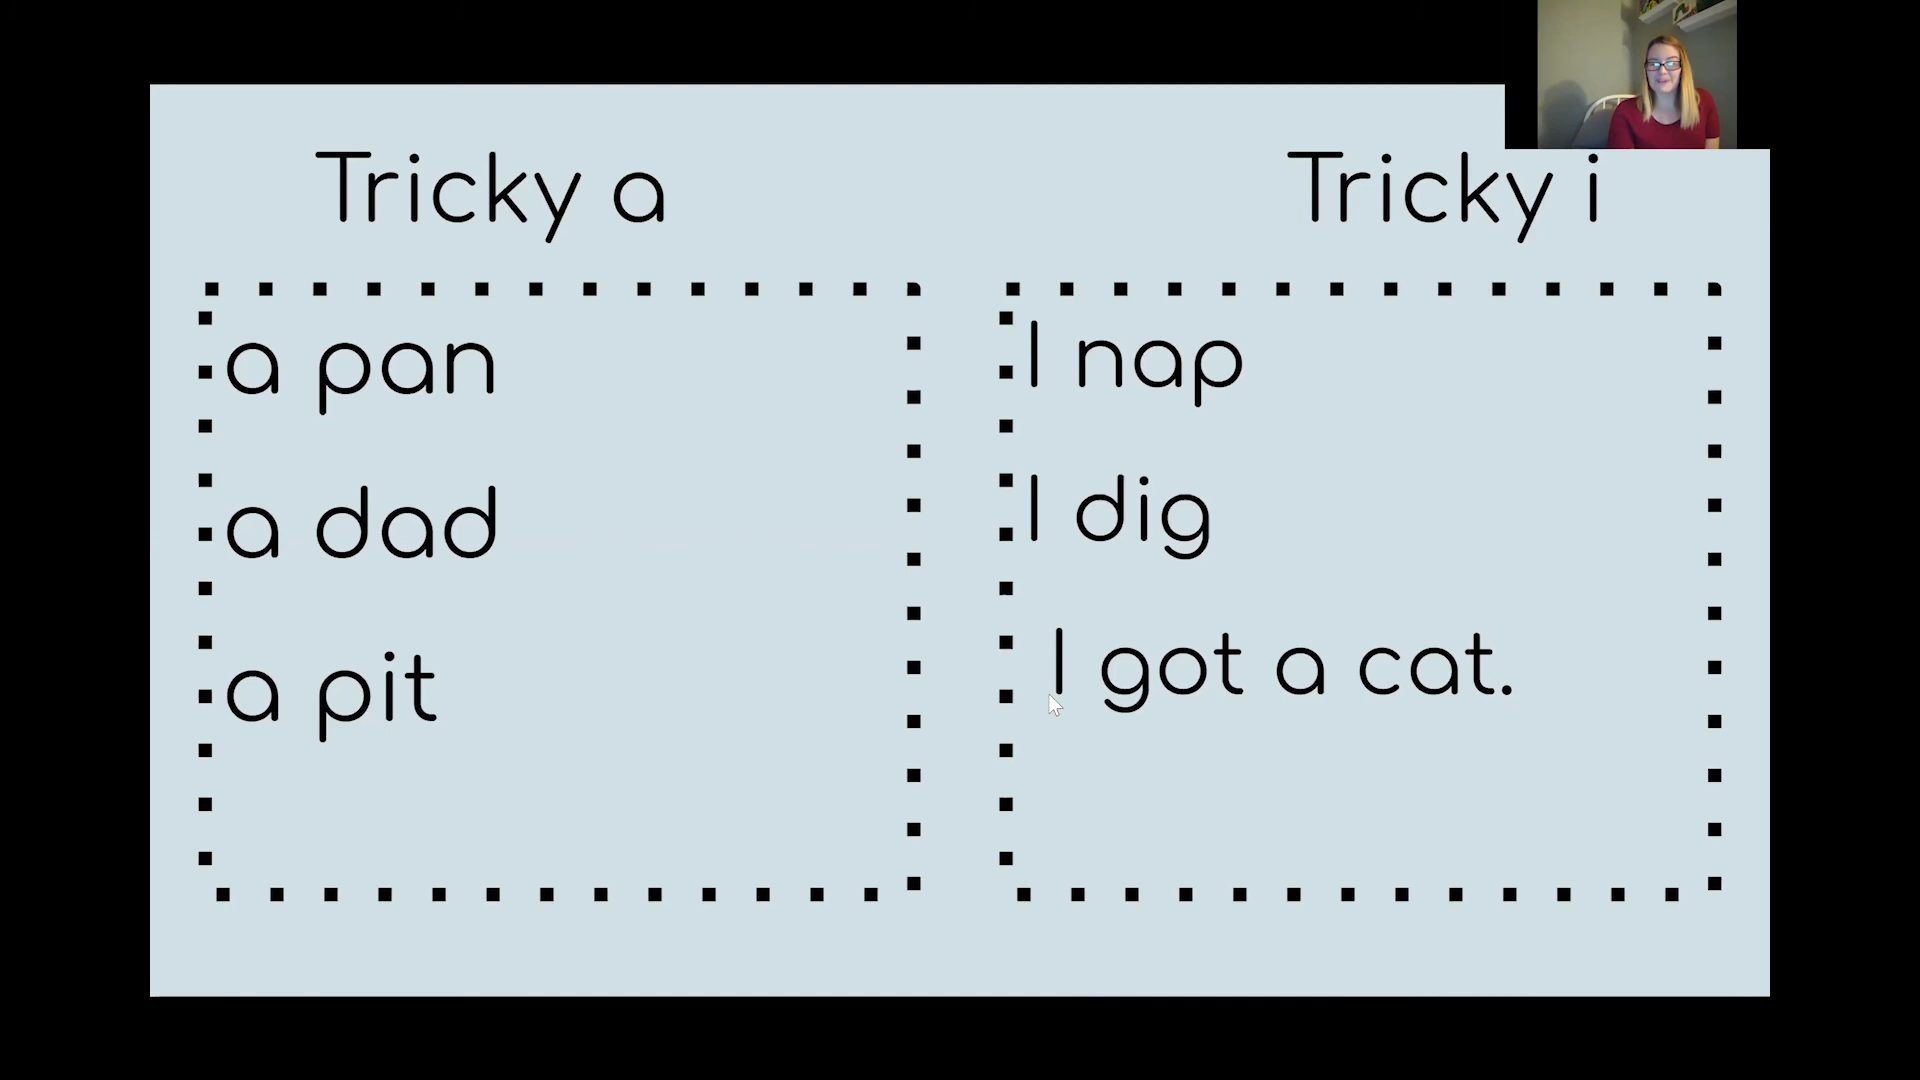 Tricky a
a pan
a dad
a pit
Tricky i
I nap
I dig
I got a cat.